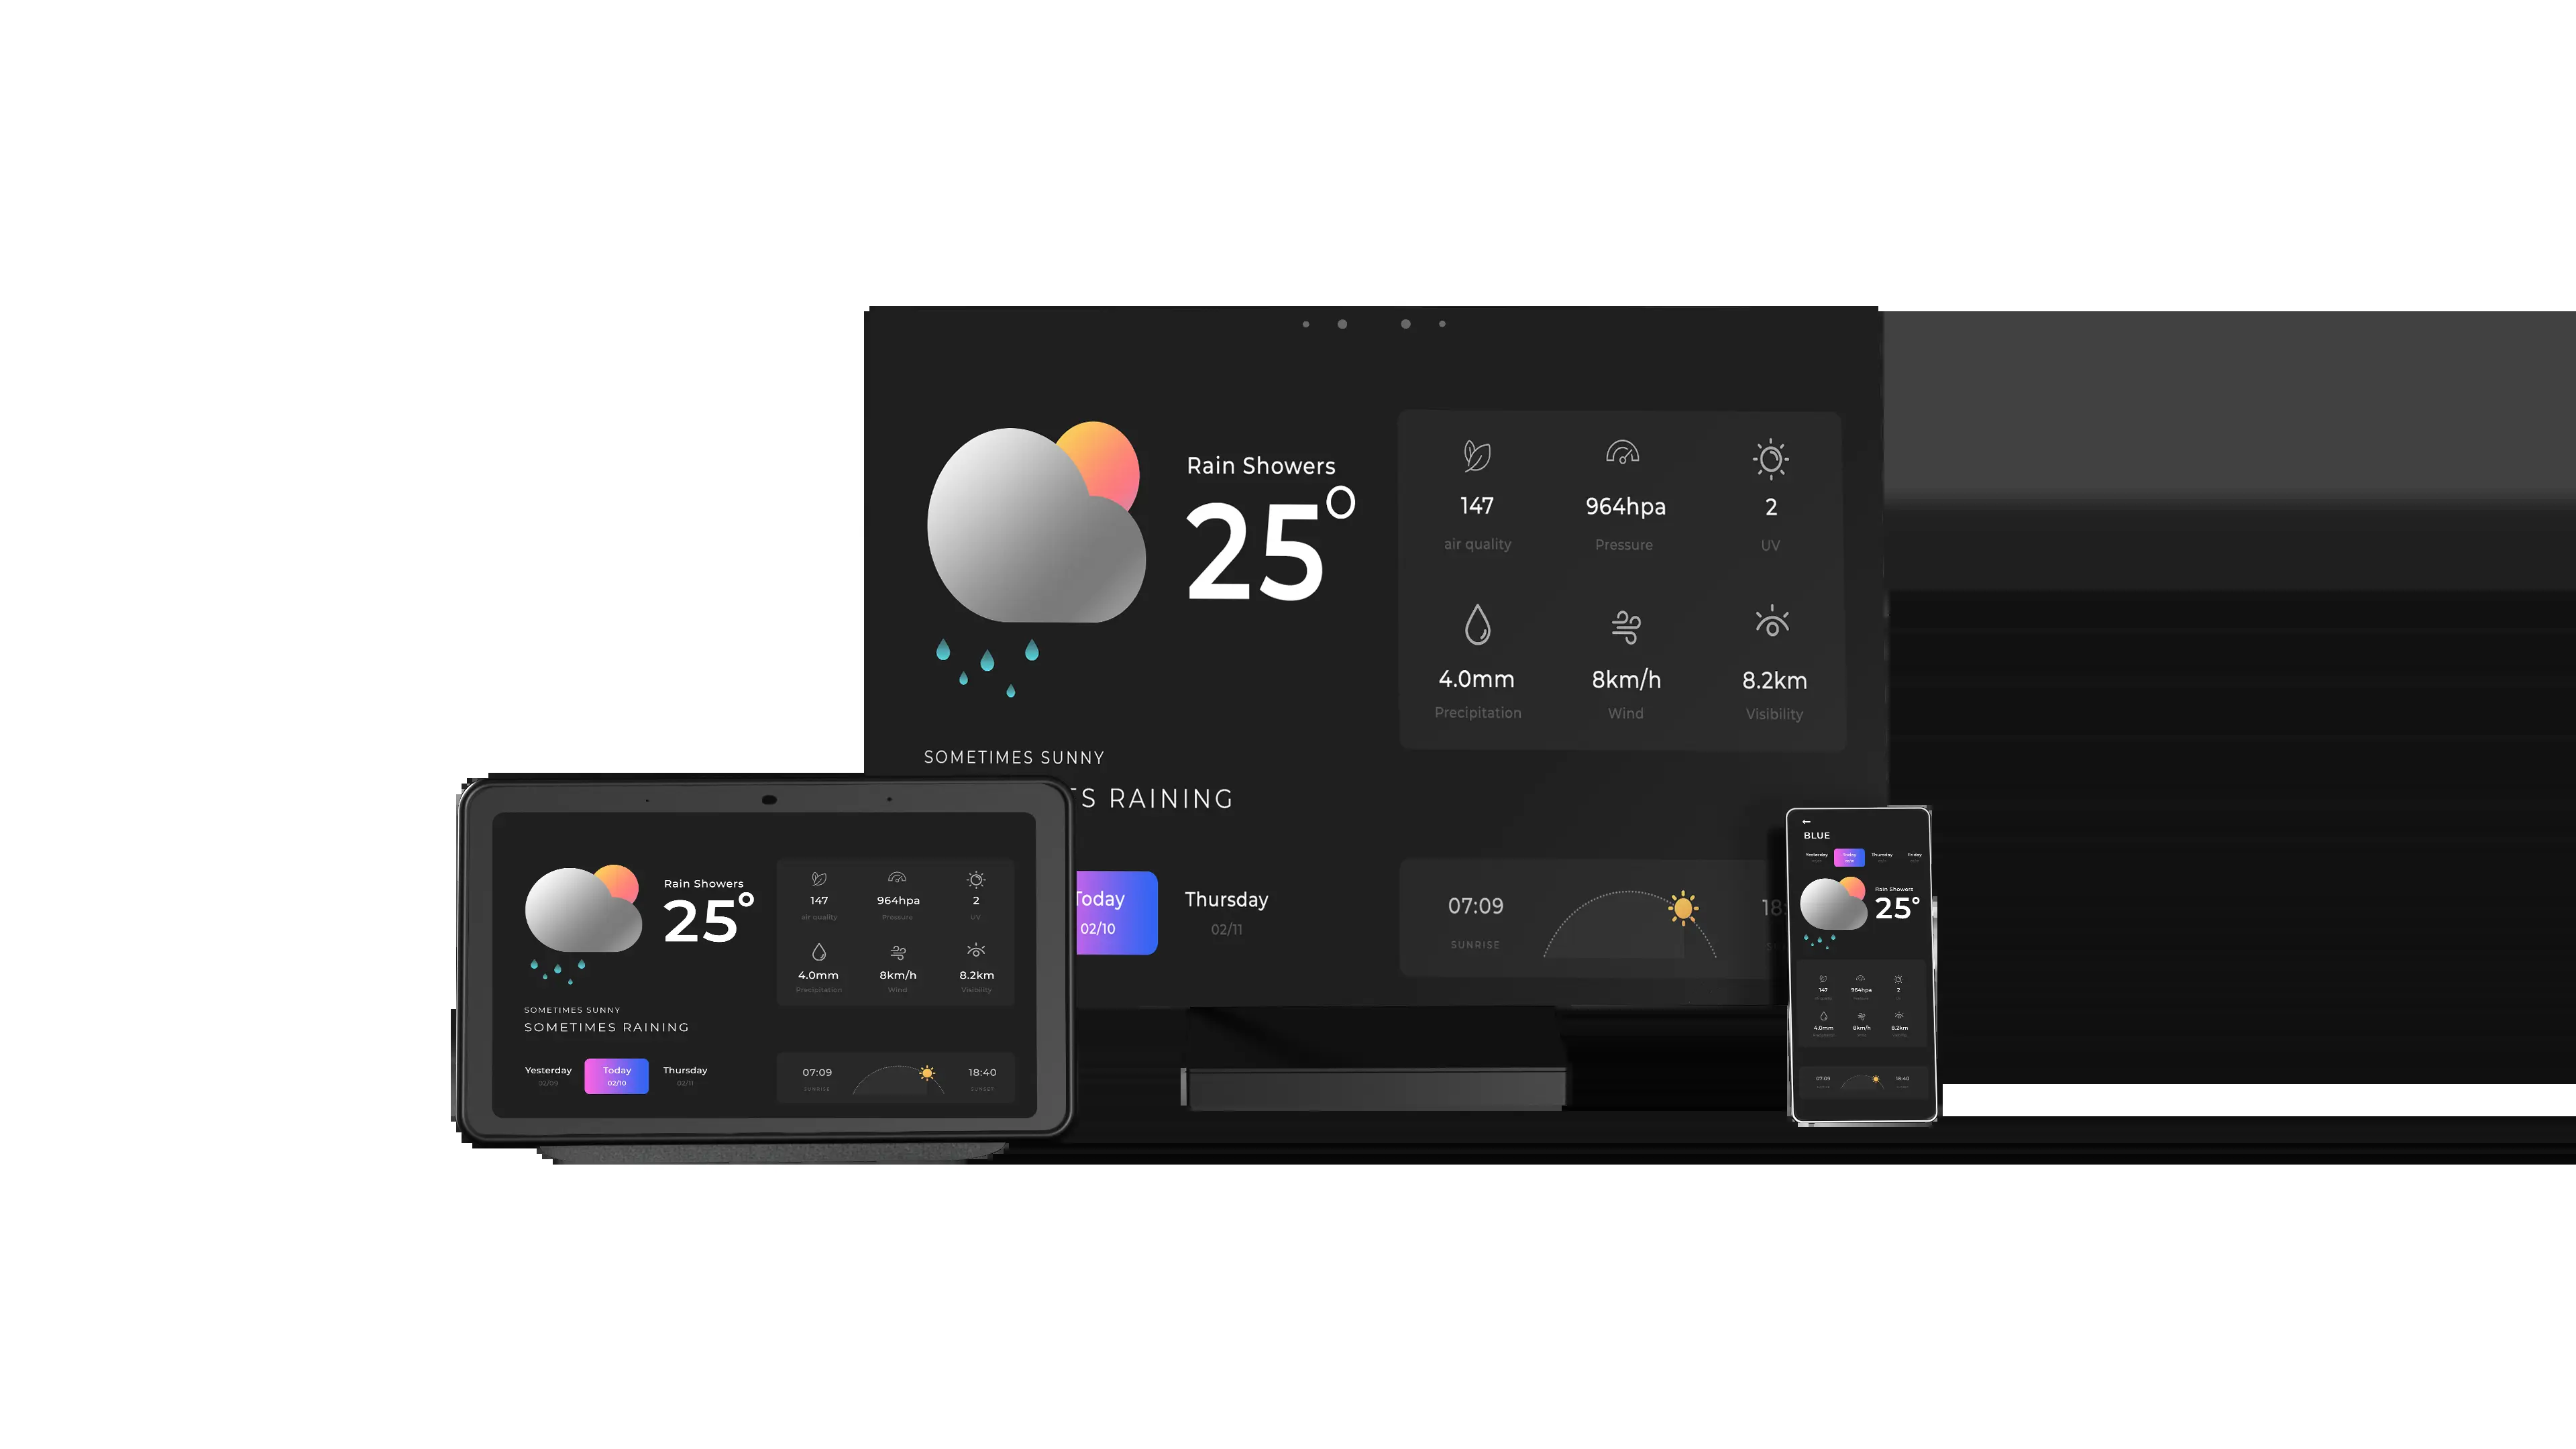 Rain Showers
25°
147
964hpa
2
air quality
Pressure
UV
4.0mm
8km/h
8.2km
Precipitation
Wind
Visibility
SOMETIMES SUNNY
S RAINING
Today
02/10
Thursday
02/11
07:09
SUNRISE
18:
Rain Showers
25°
147
964hpa
2
air quality
Pressure
UV
4.0mm
8km/h
8.2km
Precipitation
Wind
Visibility
SOMETIMES SUNNY
SOMETIMES RAINING
Yesterday
02/09
Today
02/10
Thursday
02/11
07:09
SUNRISE
18:40
SUNSET
←
BLUE
Yesterday
Today
Thursday
Friday
Rain Showers
25°
147
964hpa
2
4.0mm
8km/h
8.2km
07:09
18:40